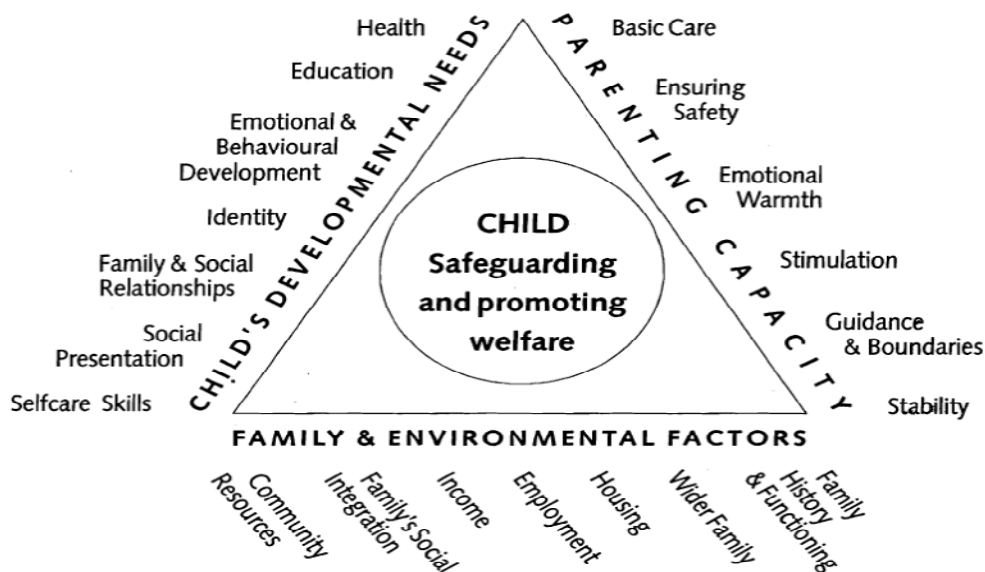 Health
Education
Emotional &
Behavioural
Development
Identity
Family & Social
Relationships
Social
Presentation
Selfcare Skills
CHILD'S DEVELOPMENTAL NEEDS
CHILD
Safeguarding
and promoting
welfare
PARENTING CAPACITY
Basic Care
Ensuring
Safety
Emotional
Warmth
Stimulation
Guidance
& Boundaries
Stability
FAMILY & ENVIRONMENTAL FACTORS
Community
Resources
Family's Social
Integration
Income
Employment
Housing
Wider Family
Family
History
& Functioning